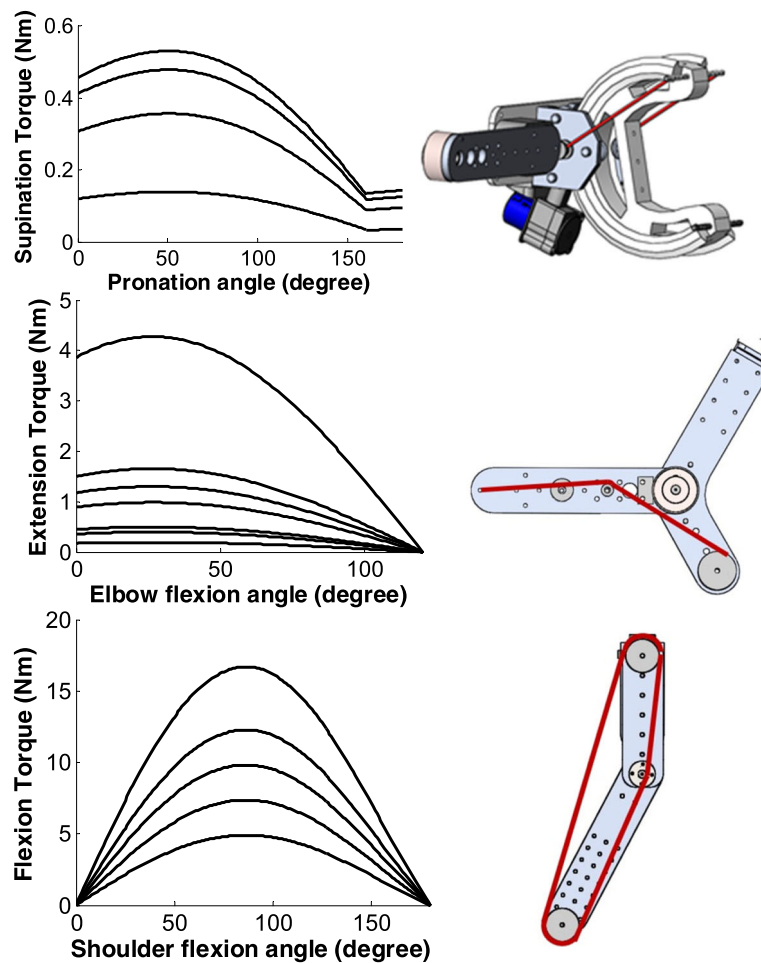 Supination Torque (Nm)
0.6
0.4
0.2
0
0 50 100 150
Pronation angle (degree)
Extension Torque (Nm)
5
4
3
2
1
0
0 50 100
Elbow flexion angle (degree)
Flexion Torque (Nm)
20
15
10
5
0
0 50 100 150
Shoulder flexion angle (degree)